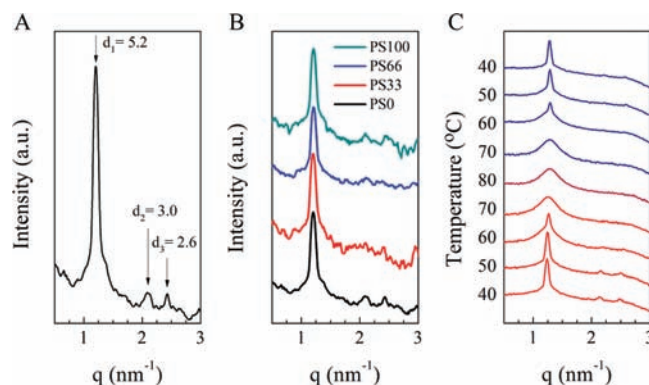 A
d₁= 5.2
d₂= 3.0
d₃= 2.6
Intensity (a.u.)
1 2 3
q (nm⁻¹)
B
PS100
PS66
PS33
PS0
Intensity (a.u.)
1 2 3
q (nm⁻¹)
C
Temperature (°C)
40
50
60
70
80
70
60
50
40
1 2 3
q (nm⁻¹)